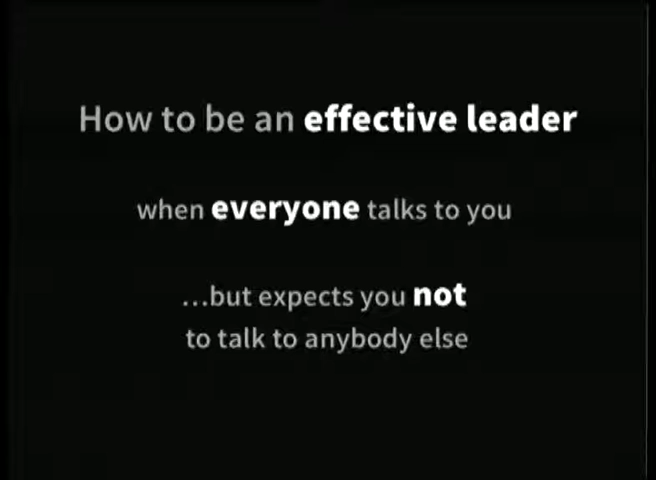 How to be an effective leader
when everyone talks to you
...but expects you not
to talk to anybody else